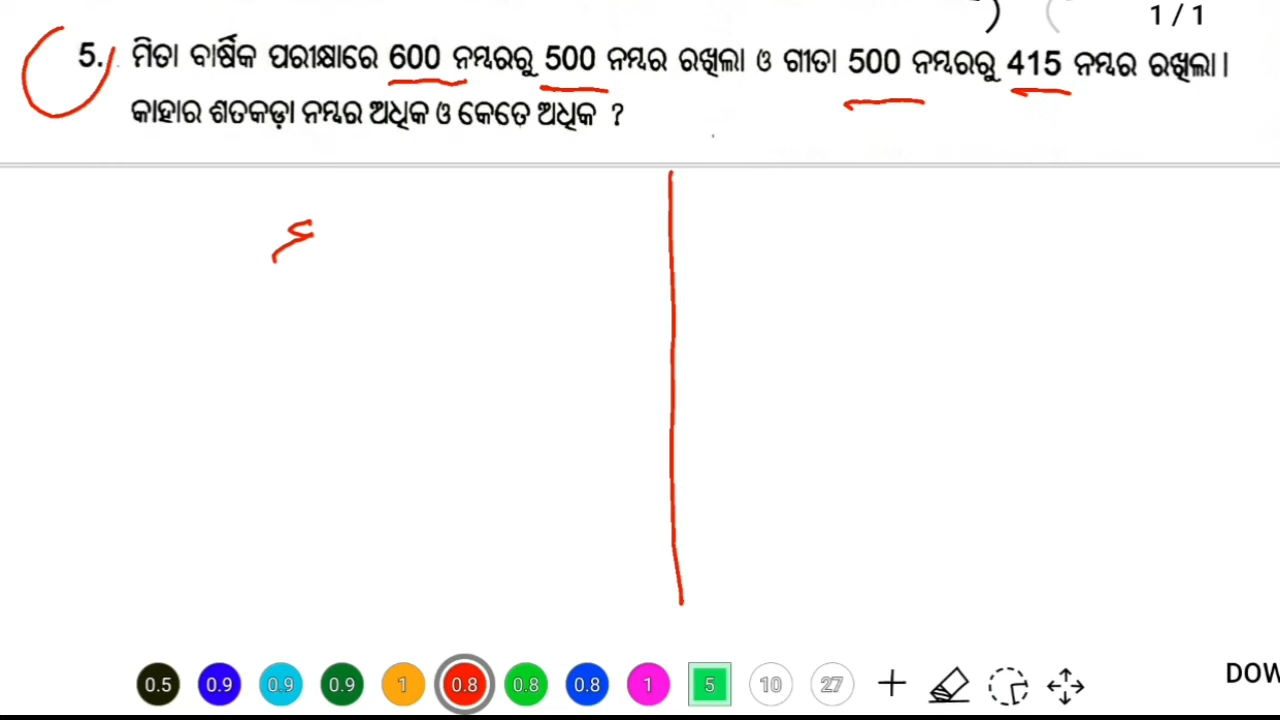 1 / 1
5. ମିତା ବାର୍ଷିକ ପରୀକ୍ଷାରେ 600 ନମ୍ବରରୁ 500 ନମ୍ବର ରଖିଲା ଓ ଗୀତା 500 ନମ୍ବରରୁ 415 ନମ୍ବର ରଖିଲା।
କାହାର ଶତକଡ଼ା ନମ୍ବର ଅଧିକ ଓ କେତେ ଅଧିକ ?
0.5 0.9 0.9 0.9 1 0.8 0.8 0.8 1 5 10 27